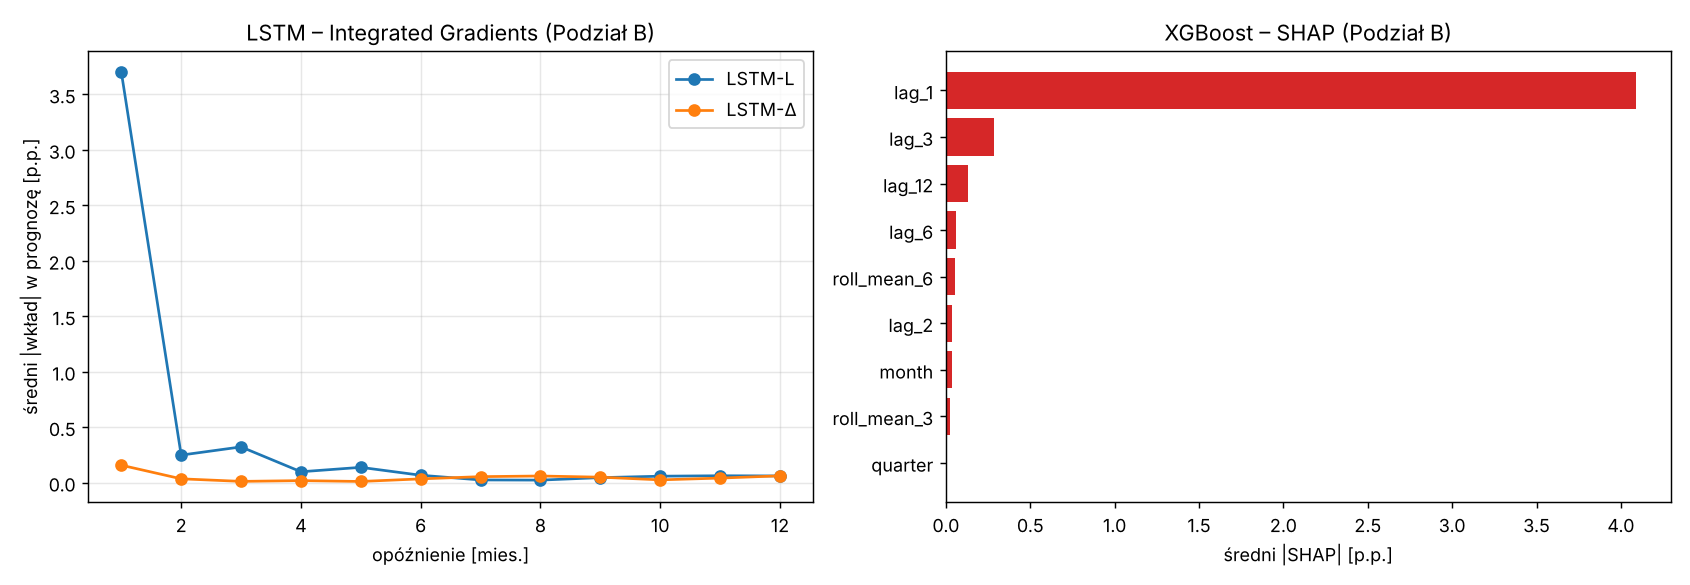 LSTM – Integrated Gradients (Podział B)
średni |wkład| w prognozę [p.p.]
3.5
3.0
2.5
2.0
1.5
1.0
0.5
0.0
LSTM-L
LSTM-Δ
2 4 6 8 10 12
opóźnienie [mies.]
XGBoost – SHAP (Podział B)
lag_1
lag_3
lag_12
lag_6
roll_mean_6
lag_2
month
roll_mean_3
quarter
0.0 0.5 1.0 1.5 2.0 2.5 3.0 3.5 4.0
średni |SHAP| [p.p.]